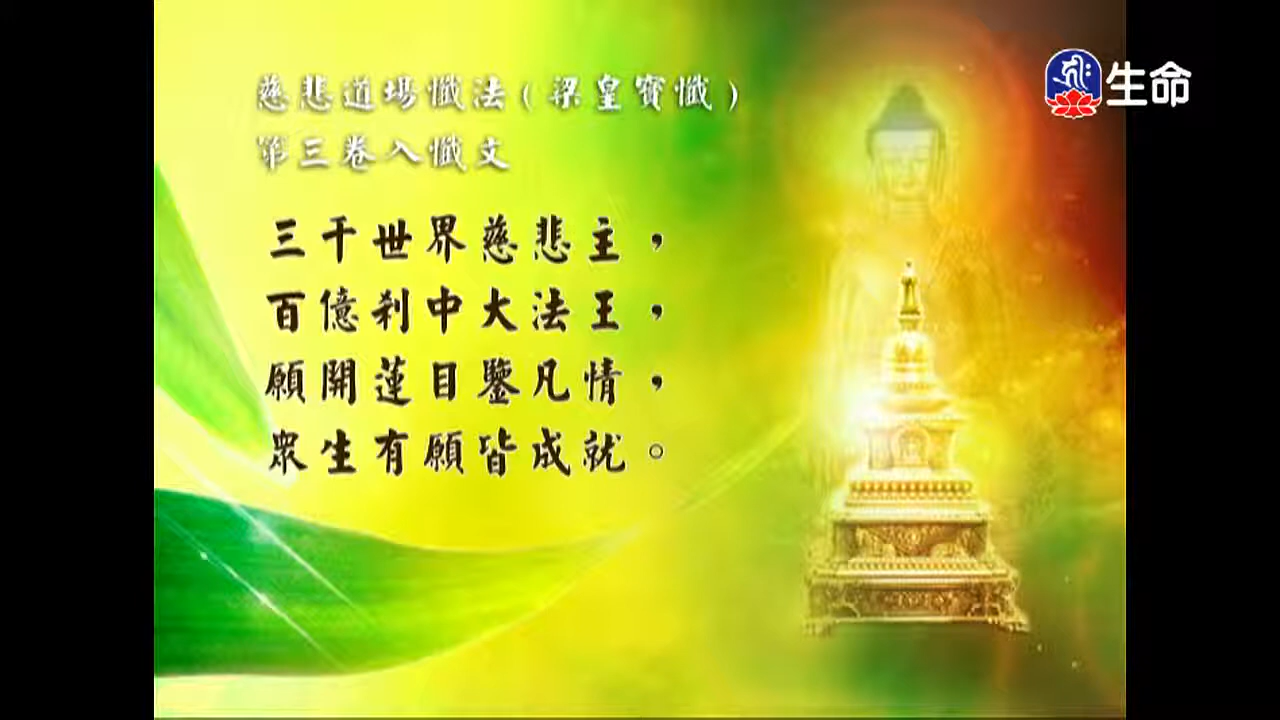 慈悲道場懺法(梁皇寶懺)
第三卷入懺文
三千世界慈悲主，
百億剎中大法王，
願開蓮目鑒凡情，
眾生有願皆成就。
生命